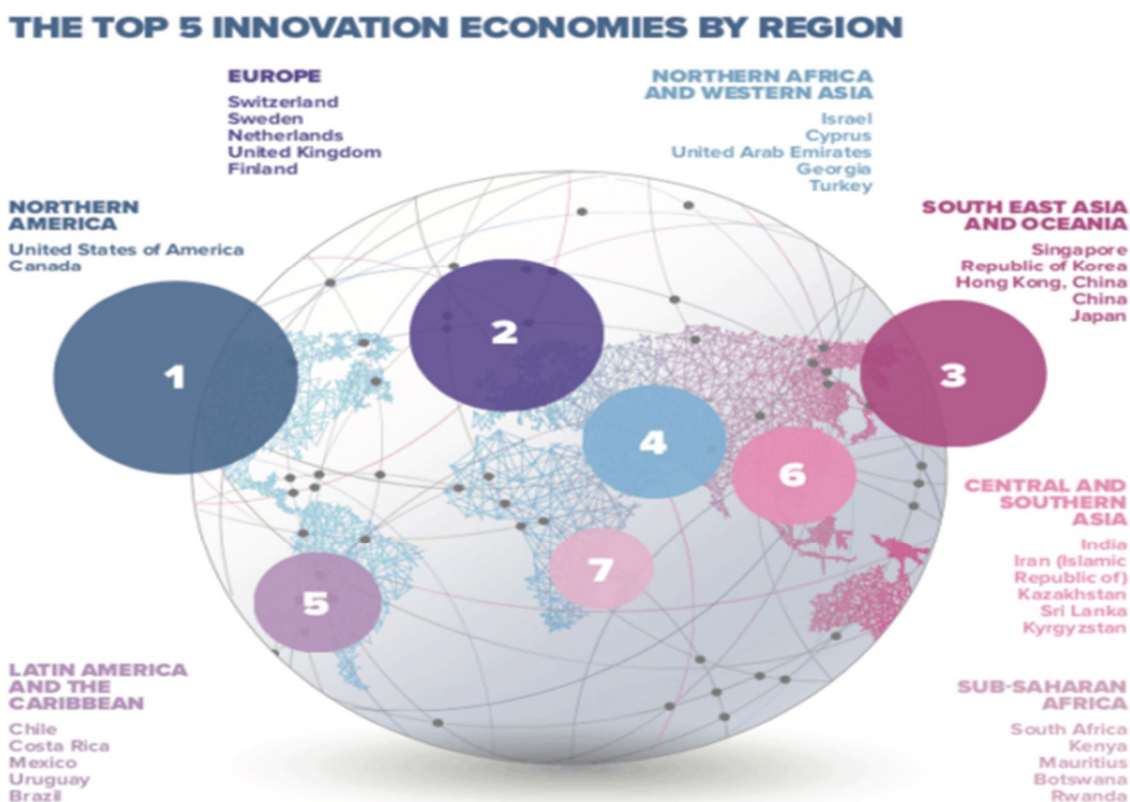 THE TOP 5 INNOVATION ECONOMIES BY REGION
EUROPE
Switzerland
Sweden
Netherlands
United Kingdom
Finland
NORTHERN AFRICA
AND WESTERN ASIA
Israel
Cyprus
United Arab Emirates
Georgia
Turkey
NORTHERN
AMERICA
United States of America
Canada
SOUTH EAST ASIA
AND OCEANIA
Singapore
Republic of Korea
Hong Kong, China
China
Japan
1
2
3
4
6
7
5
CENTRAL AND
SOUTHERN
ASIA
India
Iran (Islamic
Republic of)
Kazakhstan
Sri Lanka
Kyrgyzstan
LATIN AMERICA
AND THE
CARIBBEAN
Chile
Costa Rica
Mexico
Uruguay
Brazil
SUB-SAHARAN
AFRICA
South Africa
Kenya
Mauritius
Botswana
Rwanda